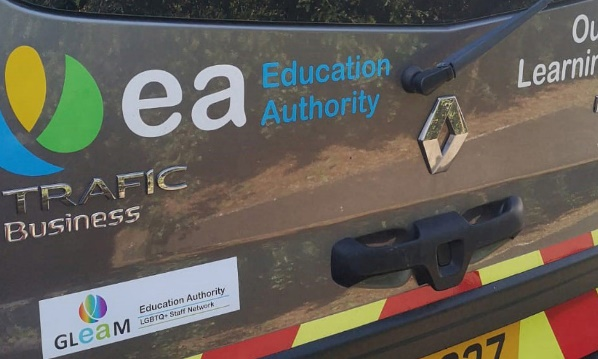 ea Education
Authority
Ou
Learnin
TRAFIC
Business
GLeaM
Education Authority
LGBTQ+ Staff Network